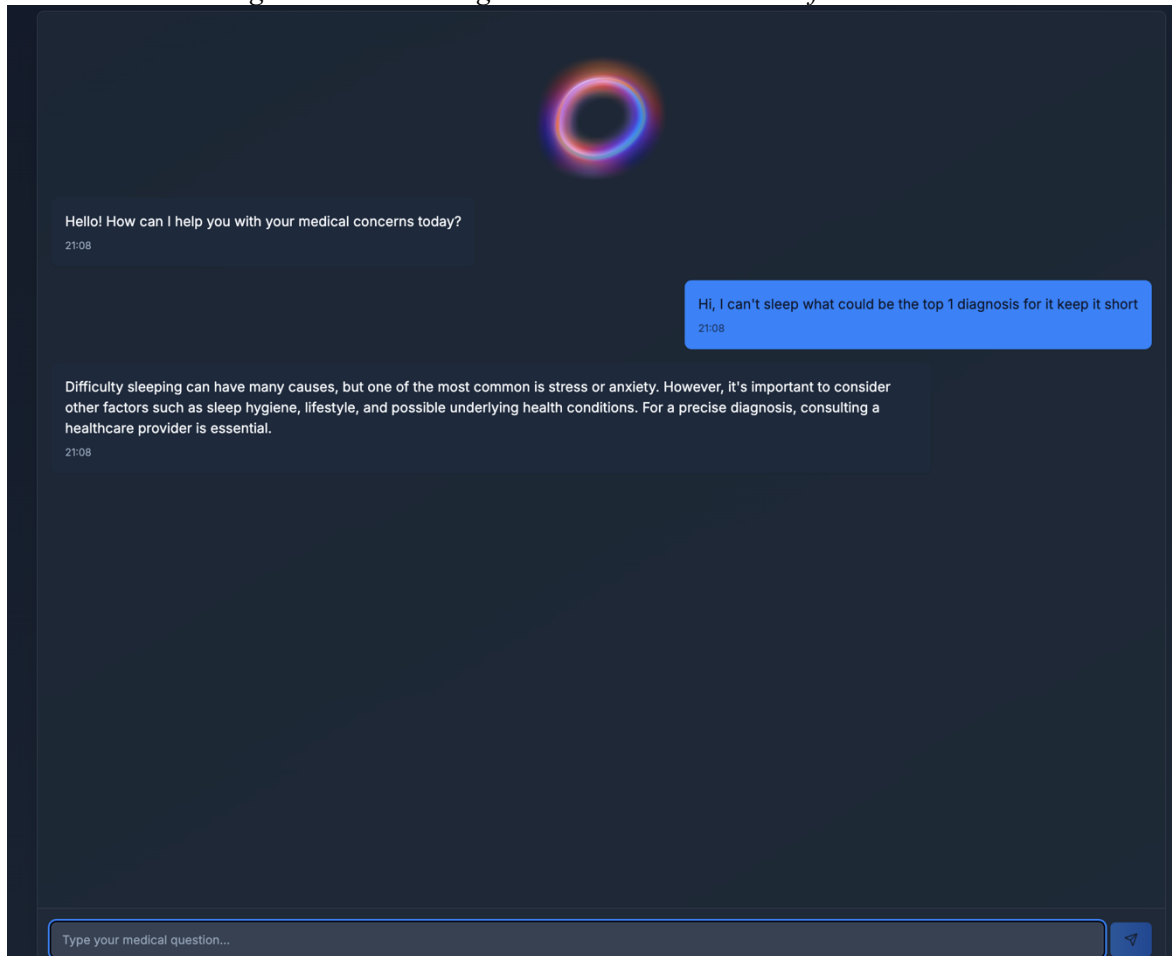 Hello! How can I help you with your medical concerns today?
21:08
Hi, I can't sleep what could be the top 1 diagnosis for it keep it short
21:08
Difficulty sleeping can have many causes, but one of the most common is stress or anxiety. However, it's important to consider
other factors such as sleep hygiene, lifestyle, and possible underlying health conditions. For a precise diagnosis, consulting a
healthcare provider is essential.
21:08
Type your medical question...